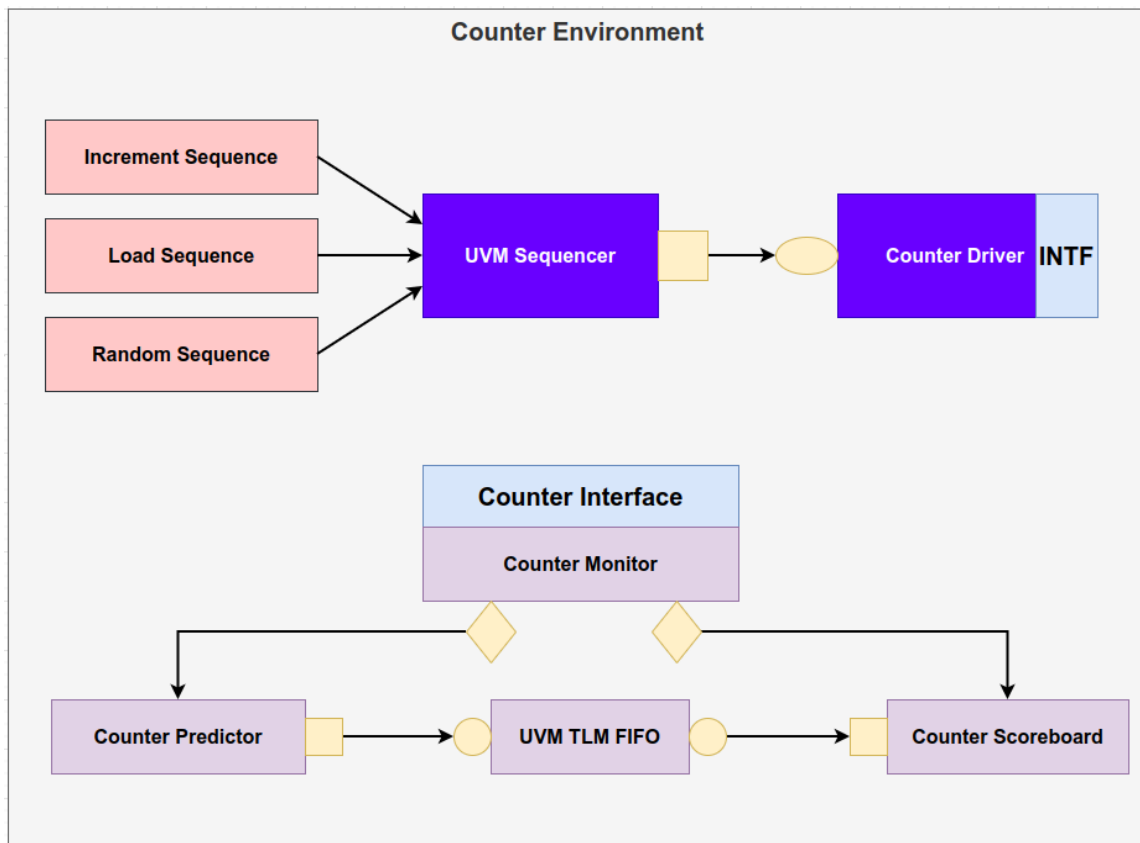 Counter Environment
Increment Sequence
Load Sequence
Random Sequence
UVM Sequencer
Counter Driver
INTF
Counter Interface
Counter Monitor
Counter Predictor
UVM TLM FIFO
Counter Scoreboard